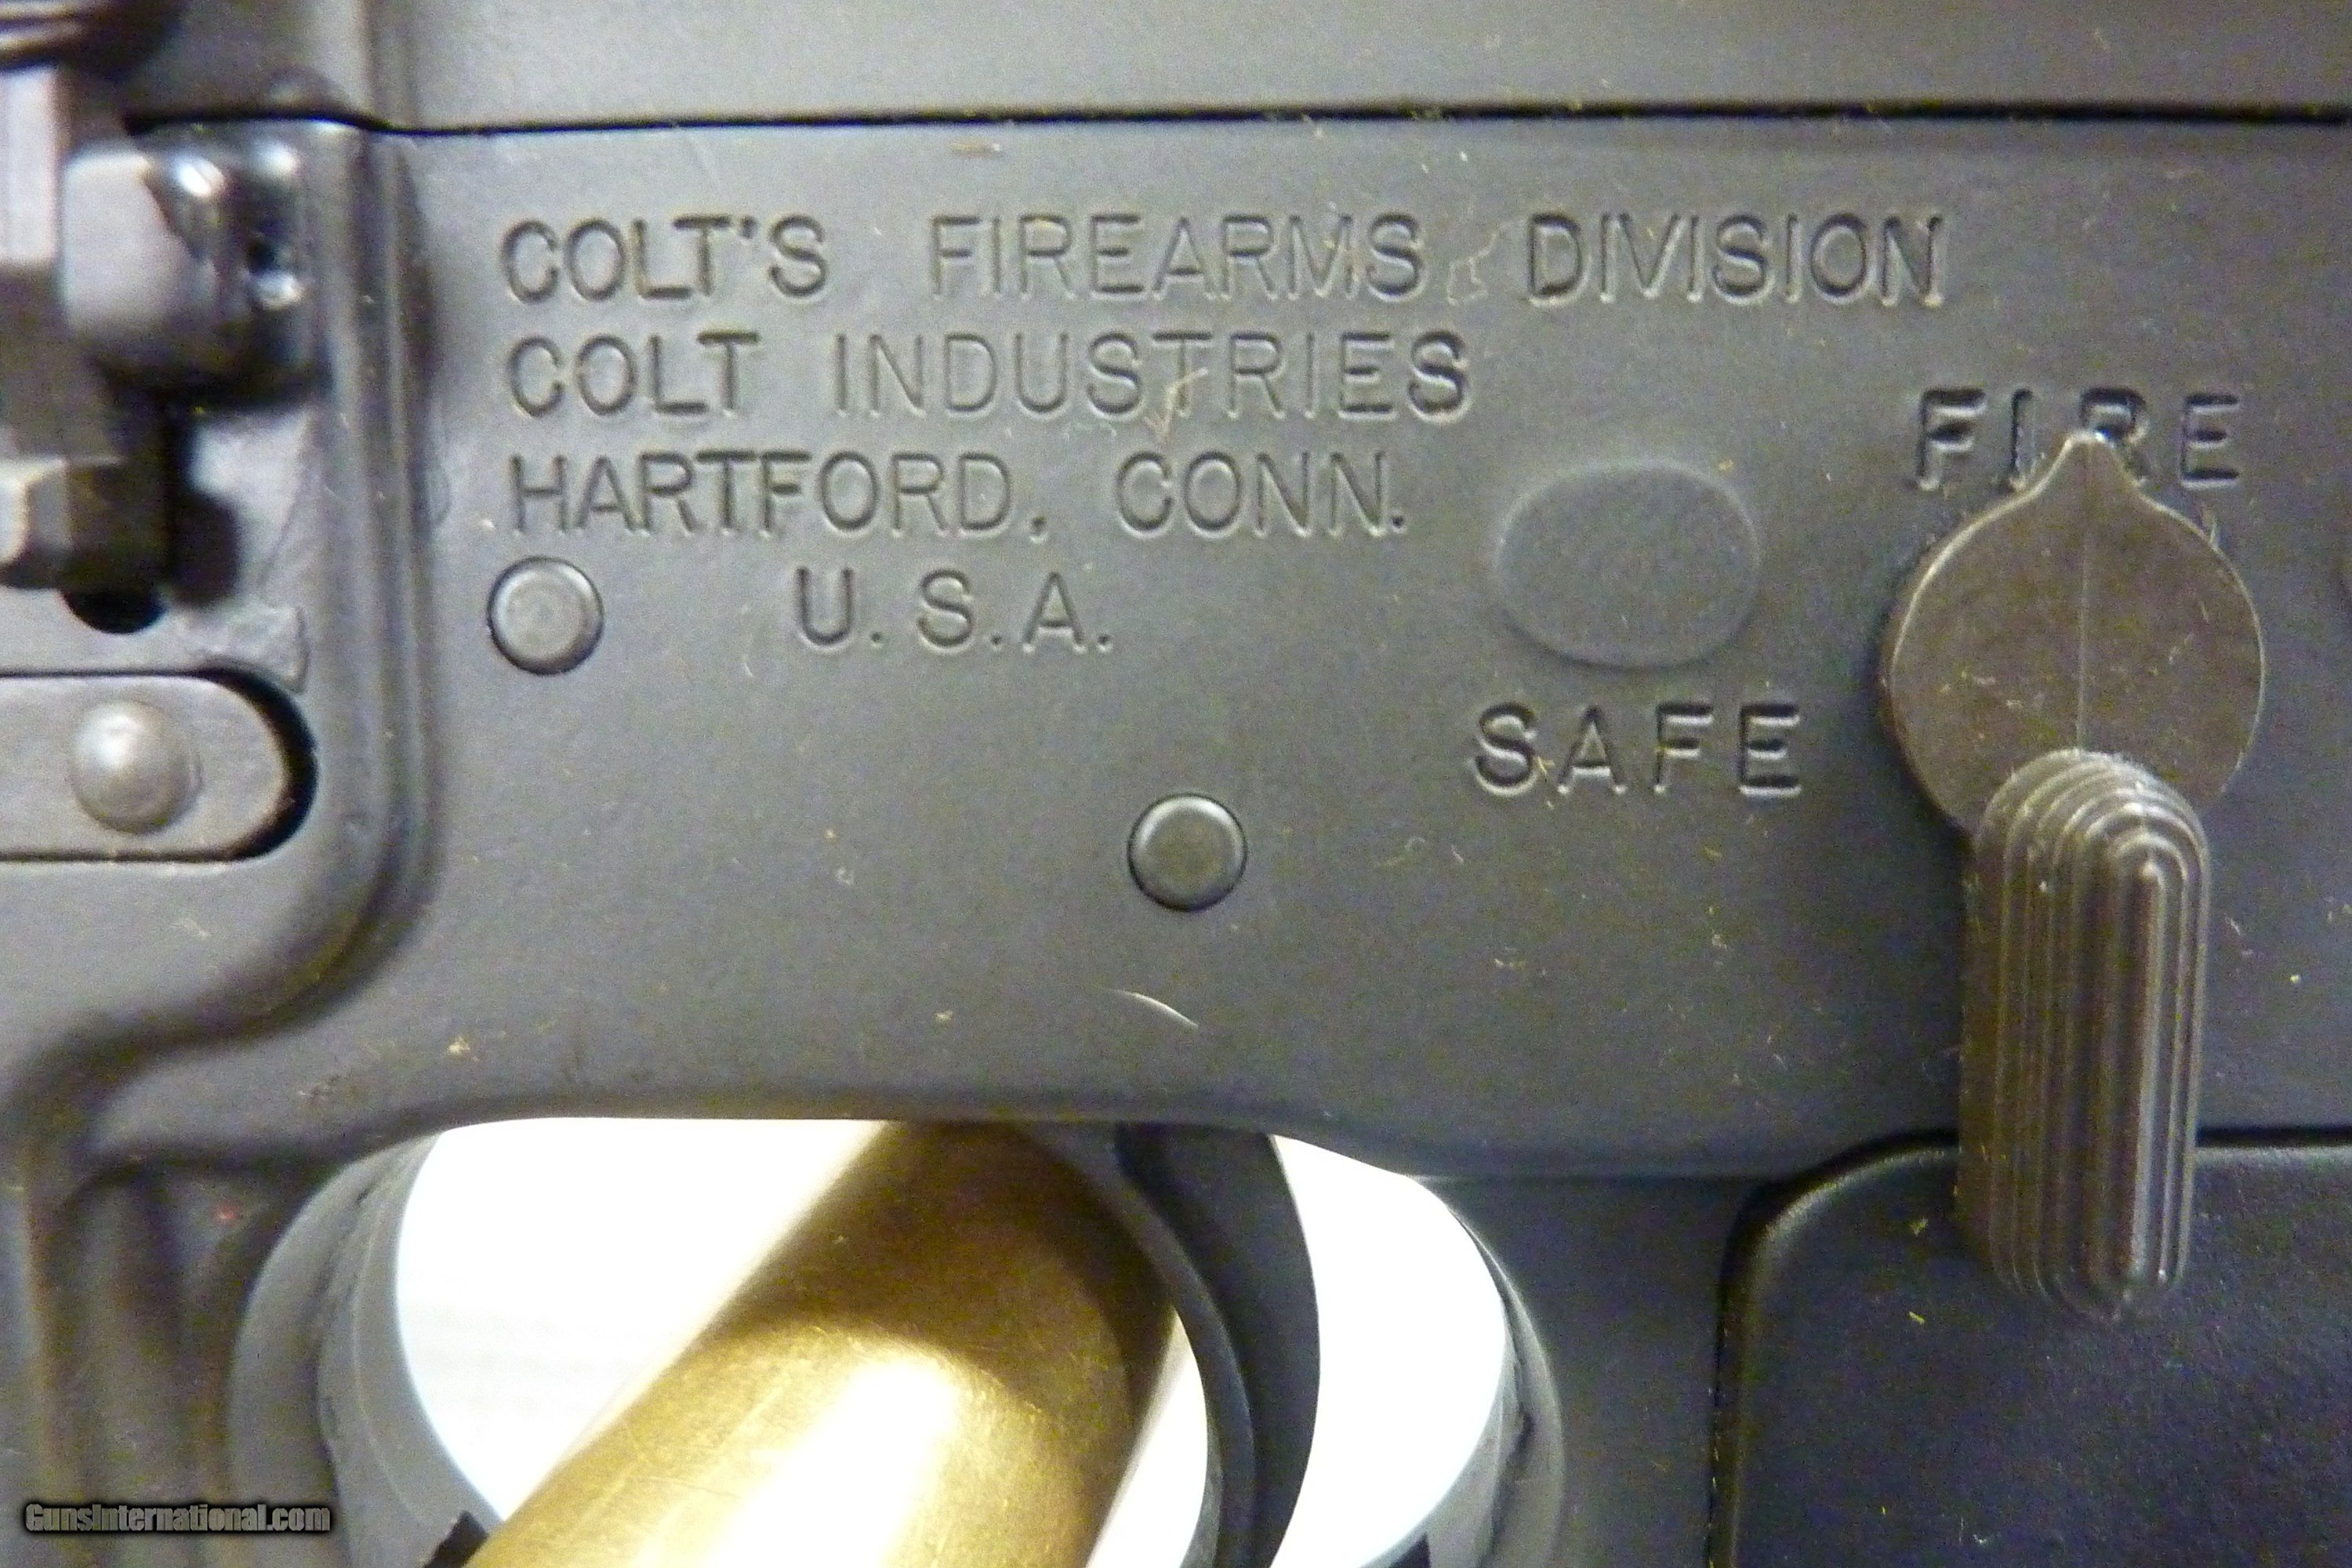 COLT'S FIREARMS DIVISION
COLT INDUSTRIES
HARTFORD, CONN.
U.S.A.
FIRE
SAFE
GunsInternational.com